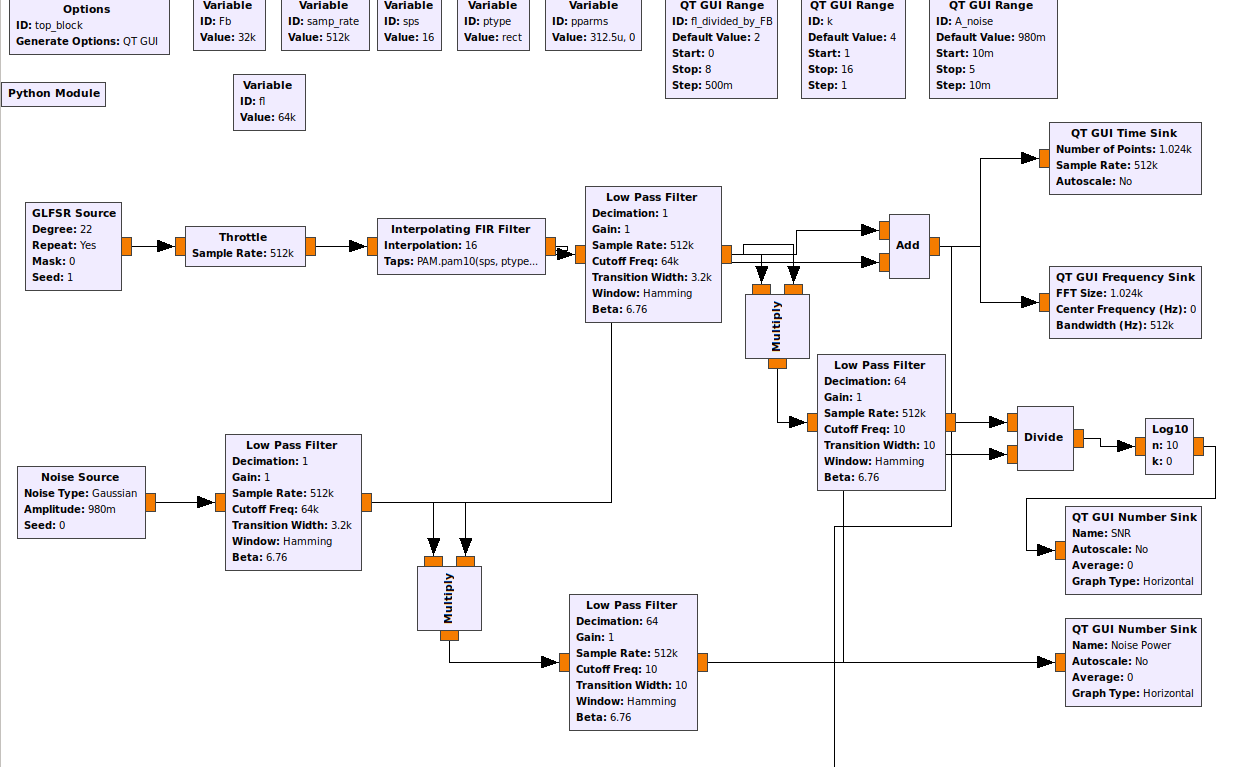 Options
ID: top_block
Generate Options: QT GUI
Variable
ID: Fb
Value: 32k
Variable
ID: samp_rate
Value: 512k
Variable
ID: sps
Value: 16
Variable
ID: ptype
Value: rect
Variable
ID: pparms
Value: 312.5u, 0
QT GUI Range
ID: fl_divided_by_FB
Default Value: 2
Start: 0
Stop: 8
Step: 500m
QT GUI Range
ID: k
Default Value: 4
Start: 1
Stop: 16
Step: 1
QT GUI Range
ID: A_noise
Default Value: 980m
Start: 10m
Stop: 5
Step: 10m
Python Module
Variable
ID: fl
Value: 64k
GLFSR Source
Degree: 22
Repeat: Yes
Mask: 0
Seed: 1
Throttle
Sample Rate: 512k
Interpolating FIR Filter
Interpolation: 16
Taps: PAM.pam10(sps, ptype...
Low Pass Filter
Decimation: 1
Gain: 1
Sample Rate: 512k
Cutoff Freq: 64k
Transition Width: 3.2k
Window: Hamming
Beta: 6.76
Add
QT GUI Time Sink
Number of Points: 1.024k
Sample Rate: 512k
Autoscale: No
QT GUI Frequency Sink
FFT Size: 1.024k
Center Frequency (Hz): 0
Bandwidth (Hz): 512k
Multiply
Low Pass Filter
Decimation: 64
Gain: 1
Sample Rate: 512k
Cutoff Freq: 10
Transition Width: 10
Window: Hamming
Beta: 6.76
Divide
Log10
n: 10
k: 0
Noise Source
Noise Type: Gaussian
Amplitude: 980m
Seed: 0
Low Pass Filter
Decimation: 1
Gain: 1
Sample Rate: 512k
Cutoff Freq: 64k
Transition Width: 3.2k
Window: Hamming
Beta: 6.76
QT GUI Number Sink
Name: SNR
Autoscale: No
Average: 0
Graph Type: Horizontal
Multiply
Low Pass Filter
Decimation: 64
Gain: 1
Sample Rate: 512k
Cutoff Freq: 10
Transition Width: 10
Window: Hamming
Beta: 6.76
QT GUI Number Sink
Name: Noise Power
Autoscale: No
Average: 0
Graph Type: Horizontal